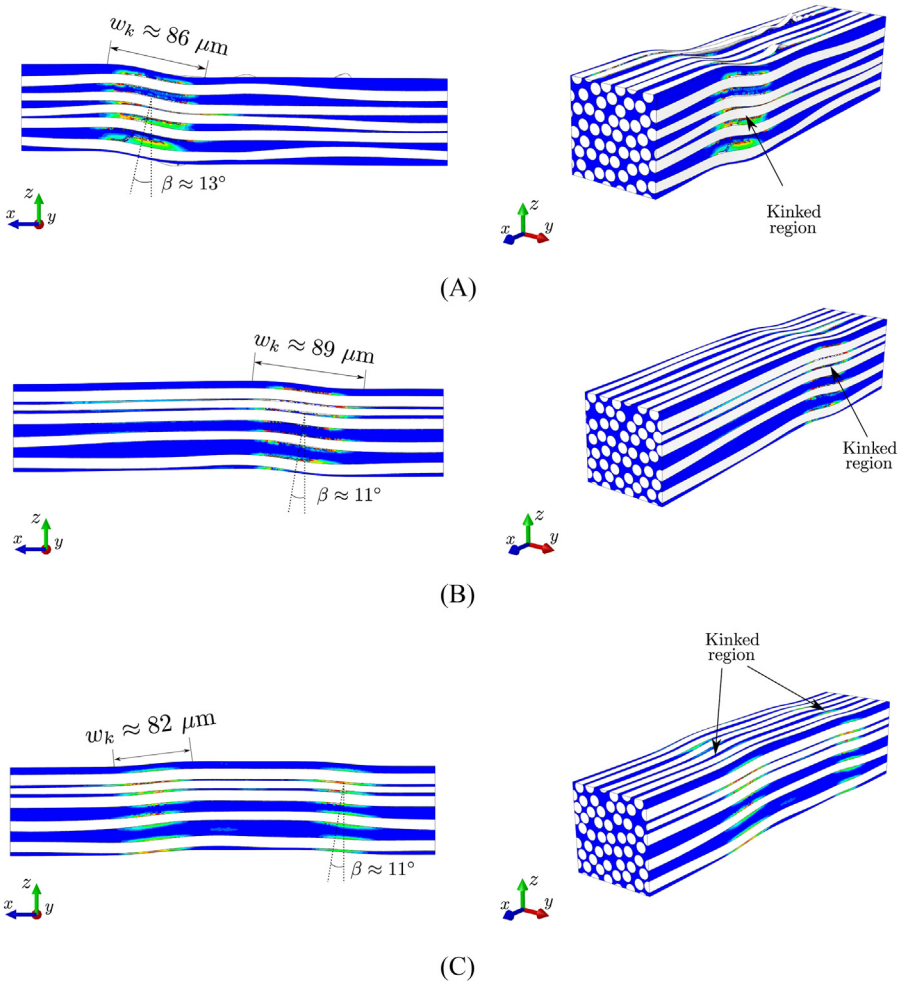 w_k ≈ 86 μm
β ≈ 13°
z
x
y
Kinked
region
z
x
y
(A)
w_k ≈ 89 μm
β ≈ 11°
z
x
y
Kinked
region
z
x
y
(B)
Kinked
region
w_k ≈ 82 μm
β ≈ 11°
z
x
y
z
x
y
(C)